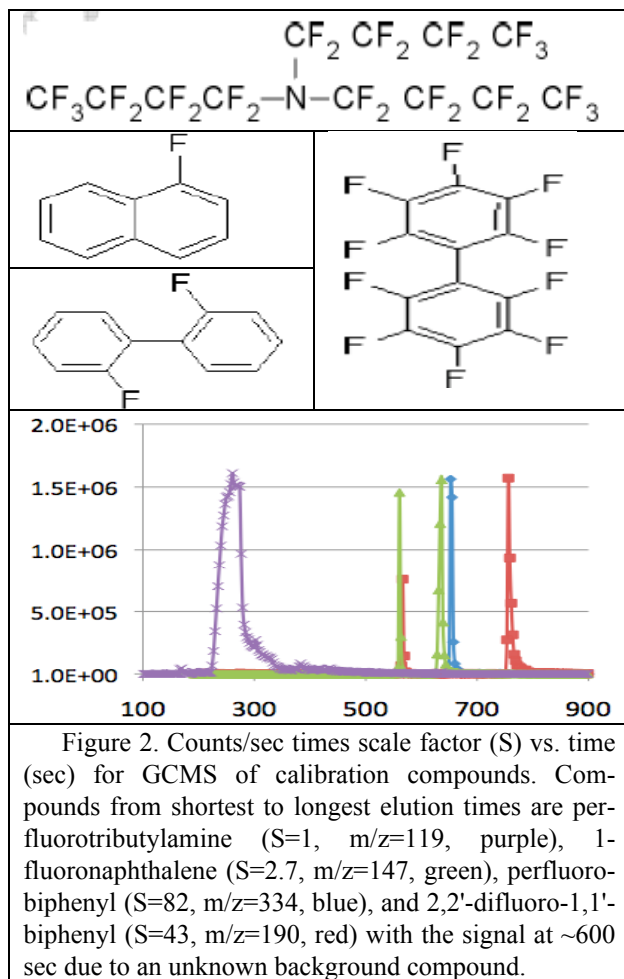 CF2 CF2 CF2 CF3
CF3CF2CF2CF2—N—CF2 CF2 CF2 CF3
F
F
F
F
F
F
F
F
F
F
F
F
F
2.0E+06
1.5E+06
1.0E+06
5.0E+05
1.0E+00
100 300 500 700 900
Figure 2. Counts/sec times scale factor (S) vs. time
(sec) for GCMS of calibration compounds. Com-
pounds from shortest to longest elution times are per-
fluorotributylamine (S=1, m/z=119, purple), 1-
fluoronaphthalene (S=2.7, m/z=147, green), perfluoro-
biphenyl (S=82, m/z=334, blue), and 2,2'-difluoro-1,1'-
biphenyl (S=43, m/z=190, red) with the signal at ~600
sec due to an unknown background compound.